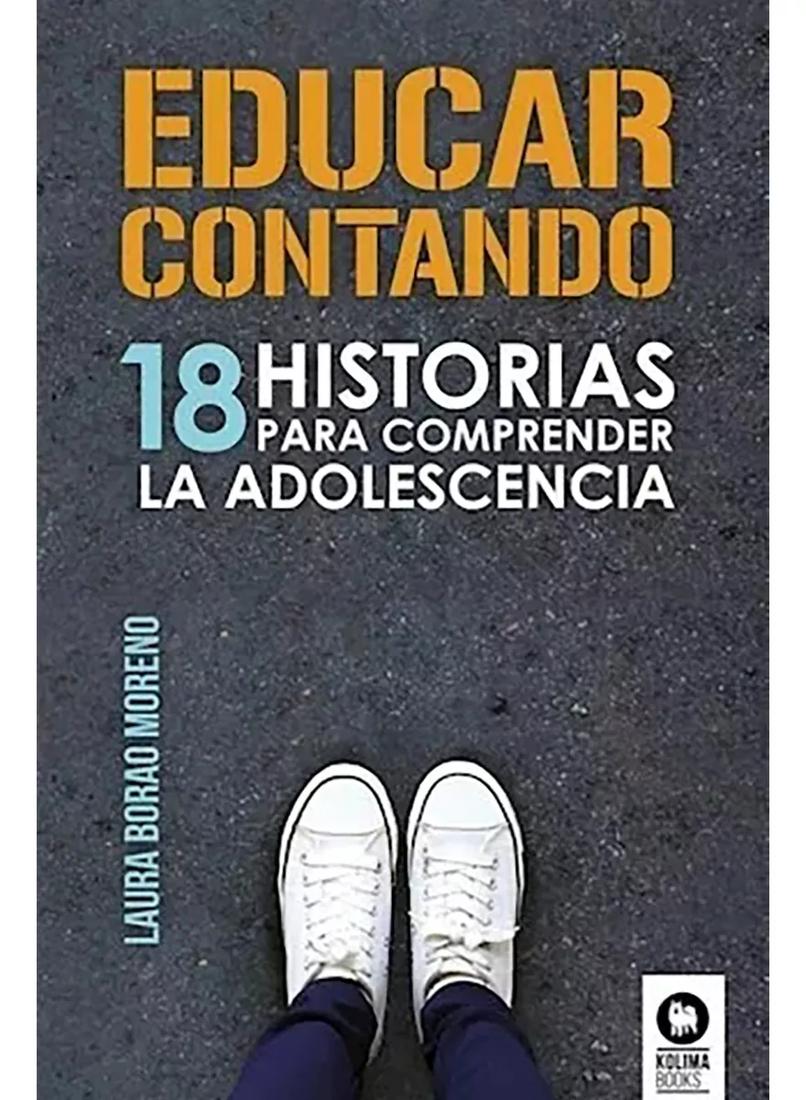 EDUCAR
CONTANDO
18 HISTORIAS
PARA COMPRENDER
LA ADOLESCENCIA
LAURA BORAO MORENO
KOLIMA
BOOKS